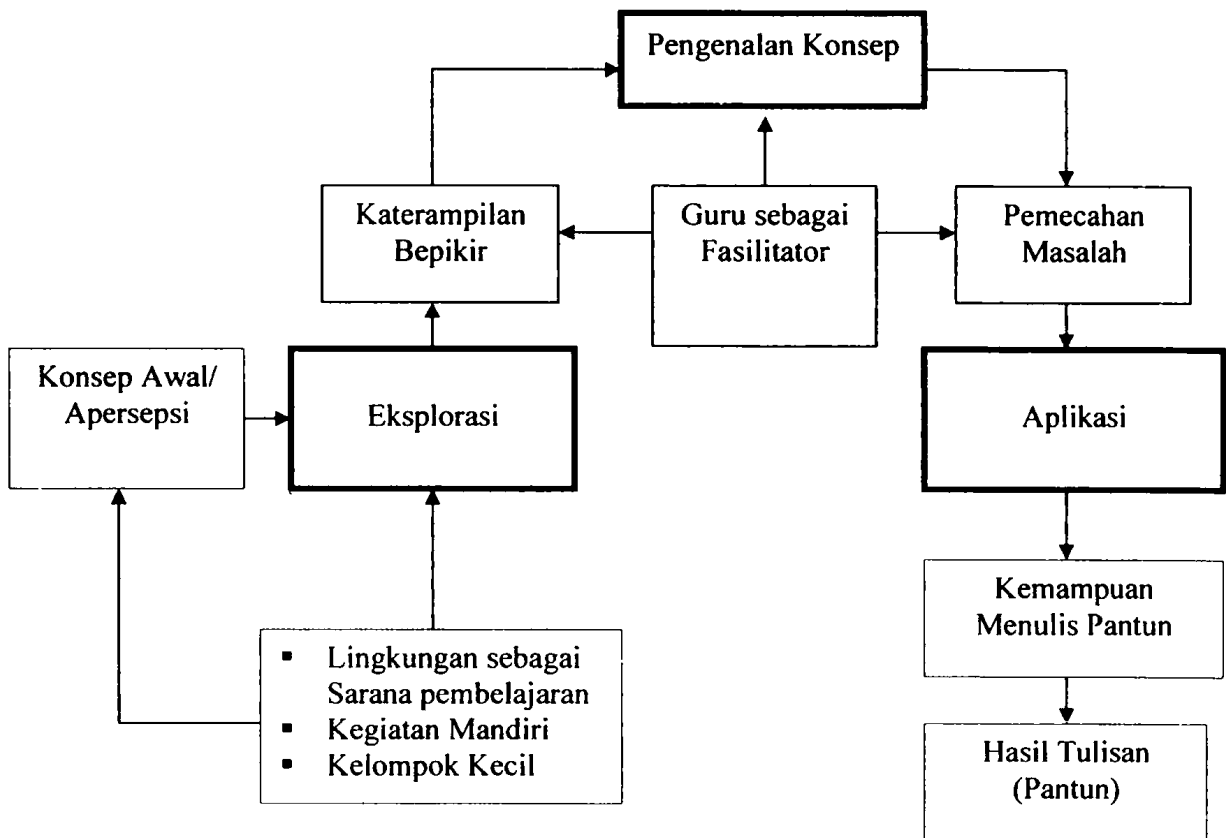 Pengenalan Konsep
Katerampilan
Bepikir
Guru sebagai
Fasilitator
Pemecahan
Masalah
Konsep Awal/
Apersepsi
Eksplorasi
Aplikasi
Kemampuan
Menulis Pantun
▪ Lingkungan sebagai
Sarana pembelajaran
▪ Kegiatan Mandiri
▪ Kelompok Kecil
Hasil Tulisan
(Pantun)